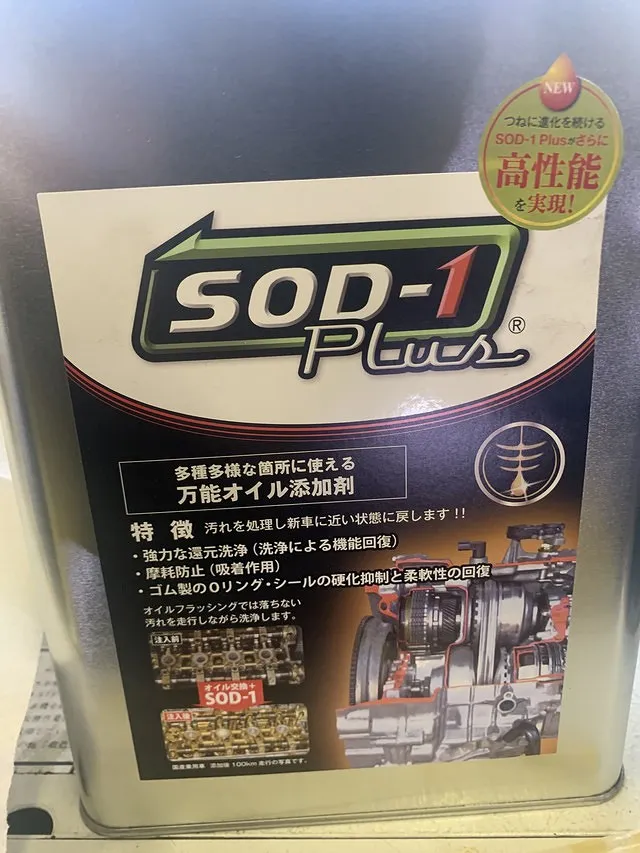 NEW
つねに進化を続ける
SOD-1 Plusがさらに
高性能
を実現!
SOD-1
Plus®
多種多様な箇所に使える
万能オイル添加剤
特 徴 汚れを処理し新車に近い状態に戻します!!
・強力な還元洗浄(洗浄による機能回復)
・摩耗防止(吸着作用)
・ゴム製のOリング・シールの硬化抑制と柔軟性の回復
オイルフラッシングでは落ちない
汚れを走行しながら洗浄します。
注入前
オイル交換+
SOD-1
注入後
国産乗用車 添加後100km走行の写真です。